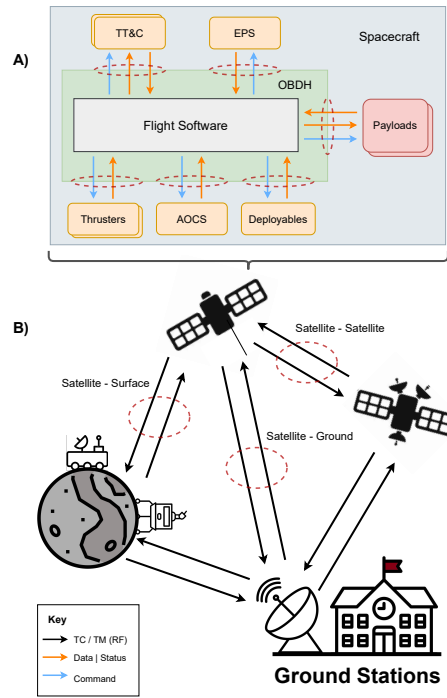 A)
Spacecraft
TT&C
EPS
OBDH
Flight Software
Payloads
Thrusters
AOCS
Deployables
B)
Satellite - Satellite
Satellite - Surface
Satellite - Ground
Key
TC / TM (RF)
Data | Status
Command
Ground Stations